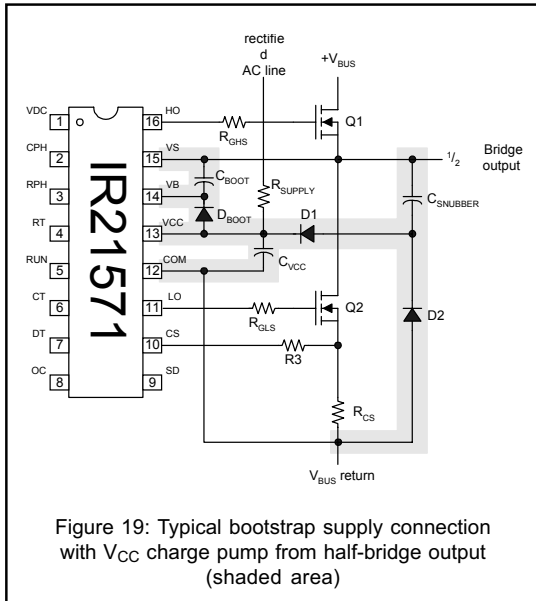 rectifie
d
AC line
+VBUS
VDC
1
CPH
2
RPH
3
RT
4
RUN
5
CT
6
DT
7
OC
8
IR21571
HO
16
VS
15
VB
14
VCC
13
COM
12
LO
11
CS
10
SD
9
RGHS
Q1
1/2 Bridge
output
CBOOT
RSUPPLY
CSNUBBER
DBOOT
D1
CVCC
RGLS
Q2
D2
R3
RCS
VBUS return
Figure 19: Typical bootstrap supply connection
with VCC charge pump from half-bridge output
(shaded area)